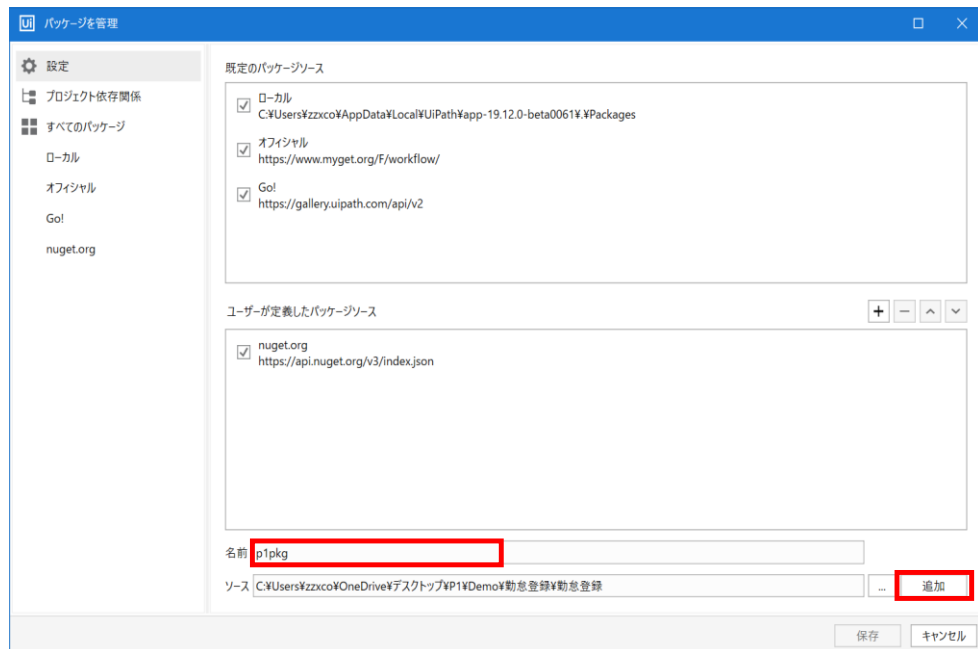 Ui パッケージを管理
設定
プロジェクト依存関係
すべてのパッケージ
ローカル
オフィシャル
Go!
nuget.org
既定のパッケージソース
ローカル
C:¥Users¥zzxco¥AppData¥Local¥UiPath¥app-19.12.0-beta0061¥.¥Packages
オフィシャル
https://www.myget.org/F/workflow/
Go!
https://gallery.uipath.com/api/v2
ユーザーが定義したパッケージソース
nuget.org
https://api.nuget.org/v3/index.json
名前 p1pkg
ソース C:¥Users¥zzxco¥OneDrive¥デスクトップ¥P1¥Demo¥勤怠登録¥勤怠登録 ... 追加
保存 キャンセル